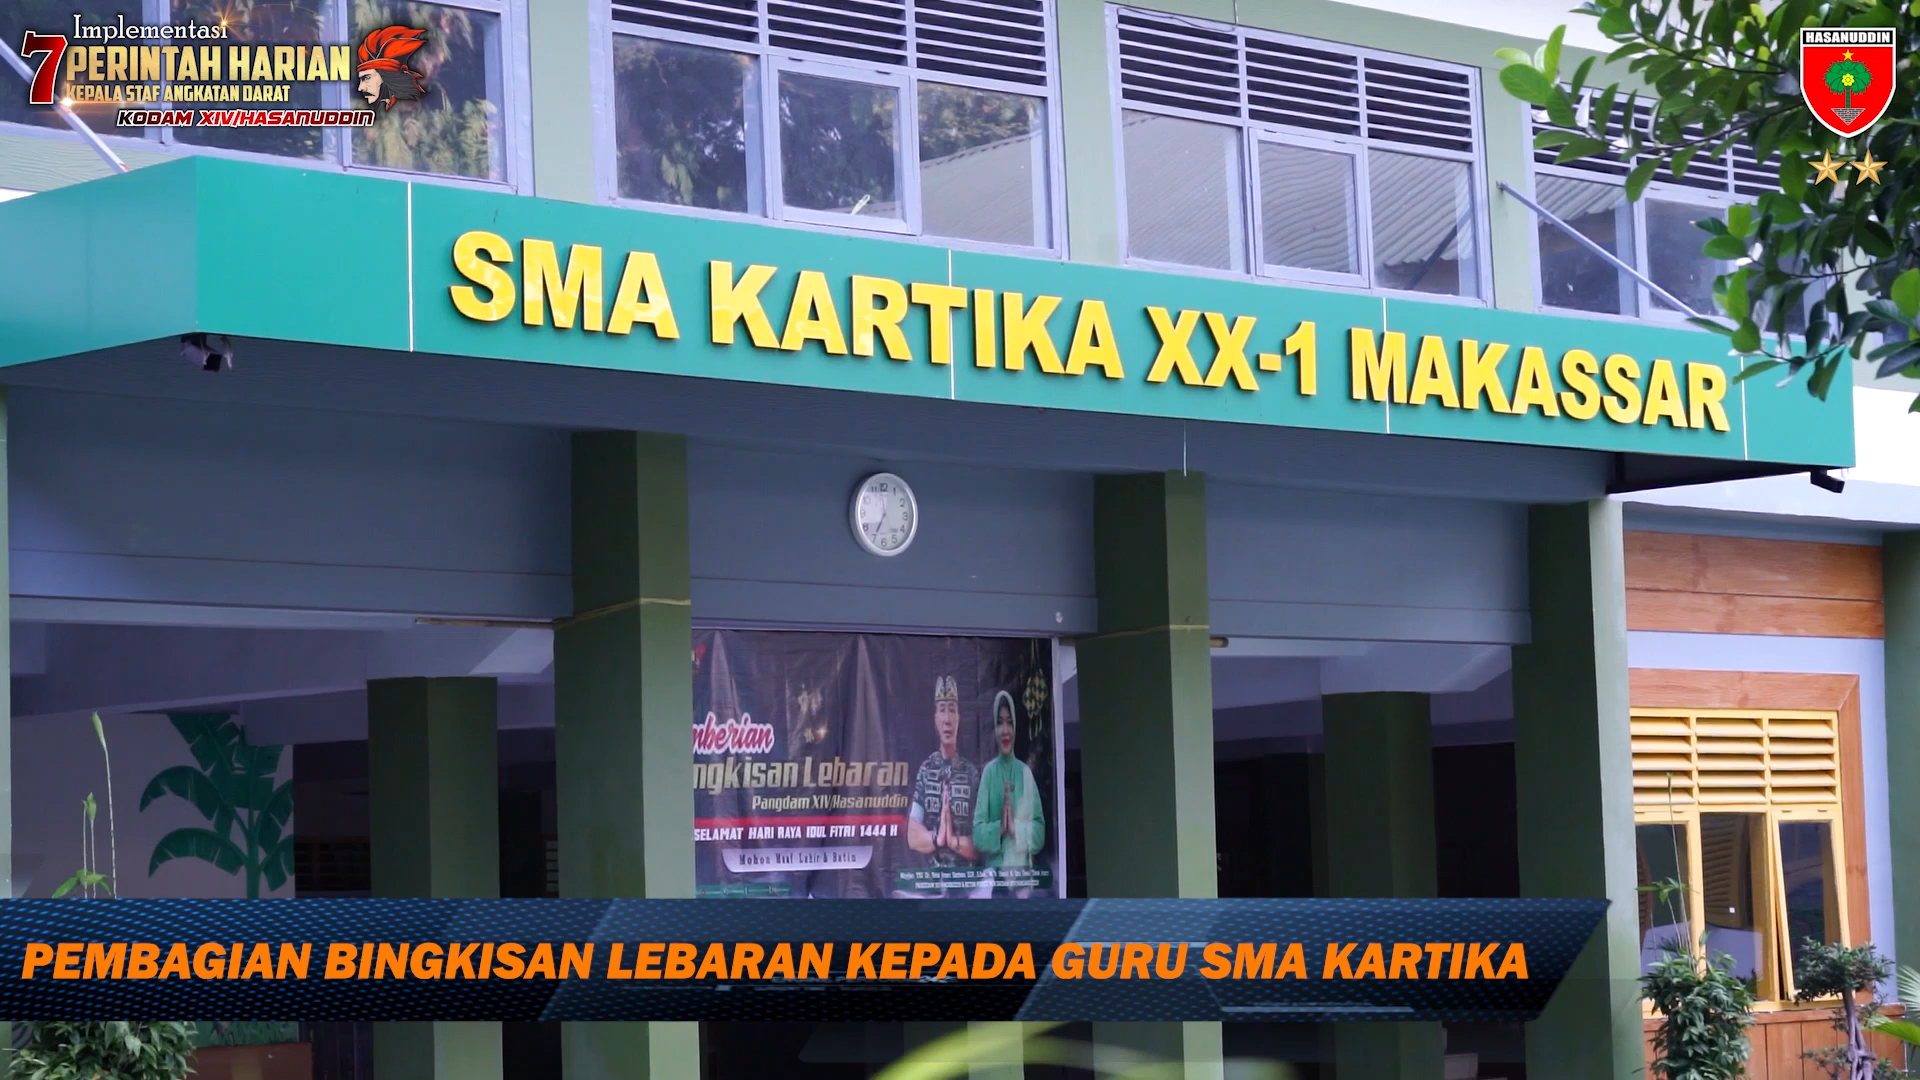 Implementasi
7 PERINTAH HARIAN
KEPALA STAF ANGKATAN DARAT
KODAM XIV/HASANUDDIN
HASANUDDIN
SMA KARTIKA XX-1 MAKASSAR
mberian
ngkisan Lebaran
Pangdam XIV/Hasanuddin
SELAMAT HARI RAYA IDUL FITRI 1444 H
Mohon Maaf Lahir & Batin
PEMBAGIAN BINGKISAN LEBARAN KEPADA GURU SMA KARTIKA